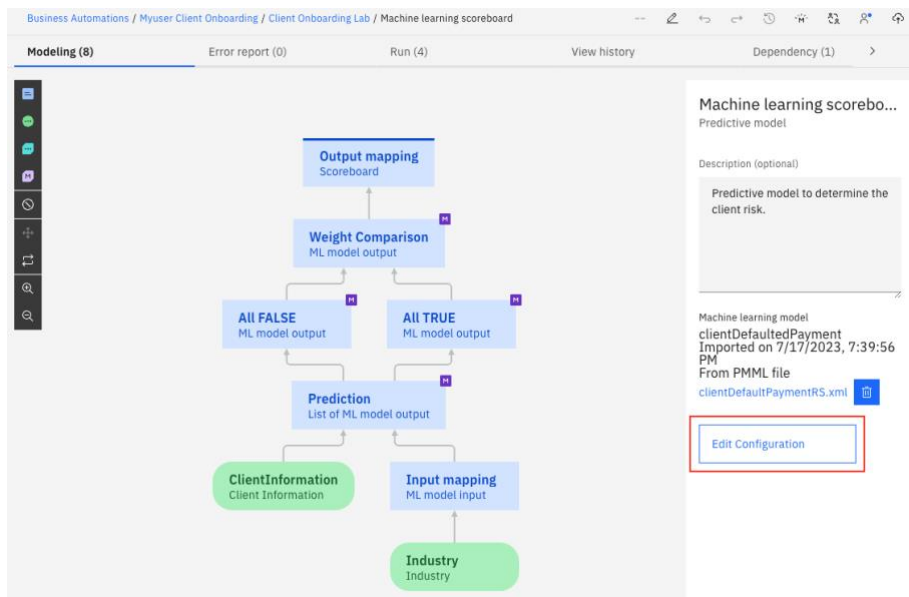 Business Automations / Myuser Client Onboarding / Client Onboarding Lab / Machine learning scoreboard
Modeling (8)
Error report (0)
Run (4)
View history
Dependency (1)
Output mapping
Scoreboard
Weight Comparison
ML model output
M
All FALSE
ML model output
M
All TRUE
ML model output
M
Prediction
List of ML model output
M
ClientInformation
Client Information
Input mapping
ML model input
Industry
Industry
Machine learning scorebo...
Predictive model
Description (optional)
Predictive model to determine the
client risk.
Machine learning model
clientDefaultedPayment
Imported on 7/17/2023, 7:39:56
PM
From PMML file
clientDefaultPaymentRS.xml
Edit Configuration